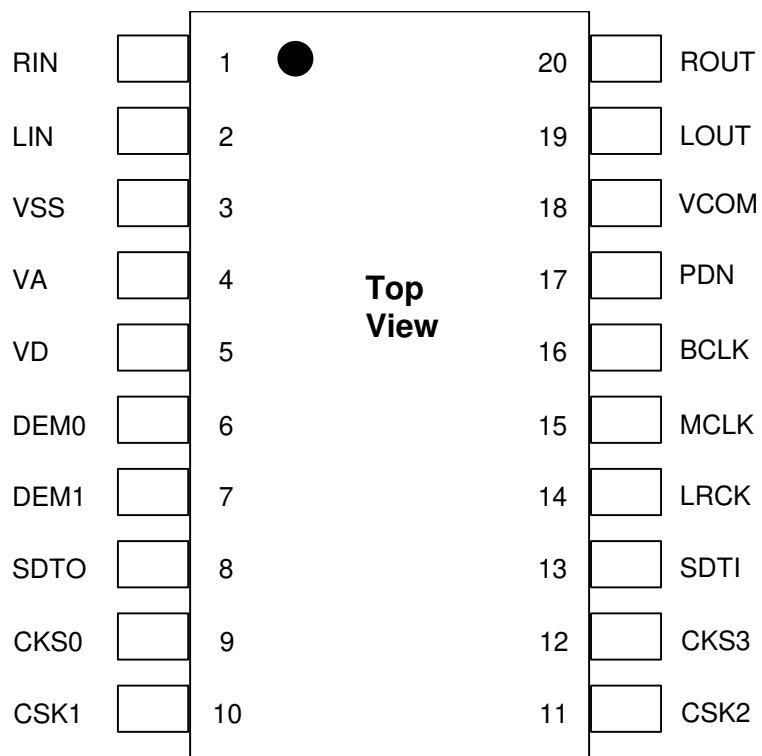 RIN 1 20 ROUT
LIN 2 19 LOUT
VSS 3 18 VCOM
VA 4 17 PDN
Top
View
VD 5 16 BCLK
DEM0 6 15 MCLK
DEM1 7 14 LRCK
SDTO 8 13 SDTI
CKS0 9 12 CKS3
CSK1 10 11 CSK2